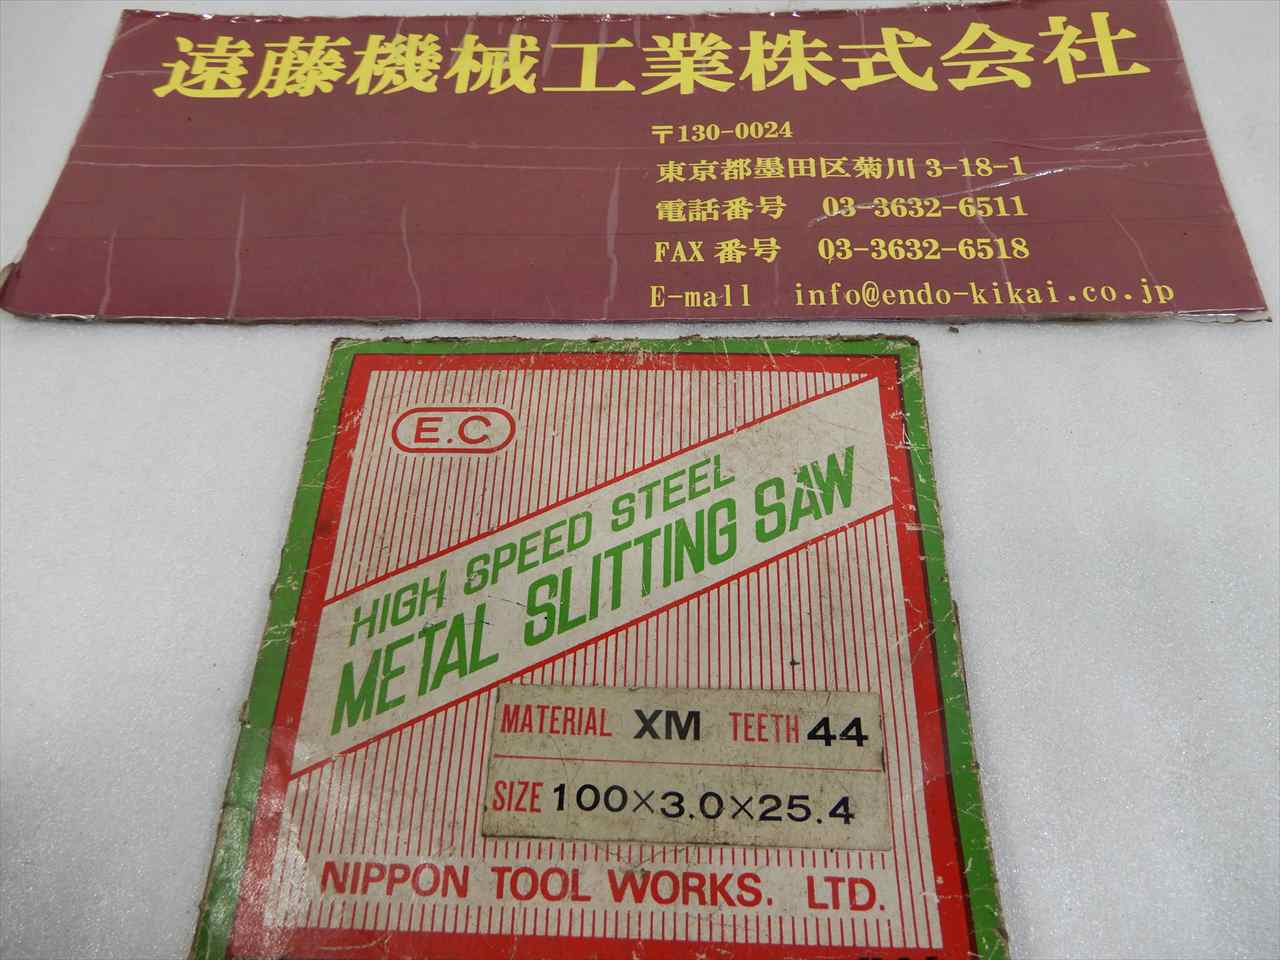 遠藤機械工業株式会社
〒130-0024
東京都墨田区菊川 3-18-1
電話番号 03-3632-6511
FAX 番号 03-3632-6518
E-mall info@endo-kikai.co.jp
E.C
HIGH SPEED STEEL
METAL SLITTING SAW
MATERIAL XM TEETH 44
SIZE 100×3.0×25.4
NIPPON TOOL WORKS. LTD.